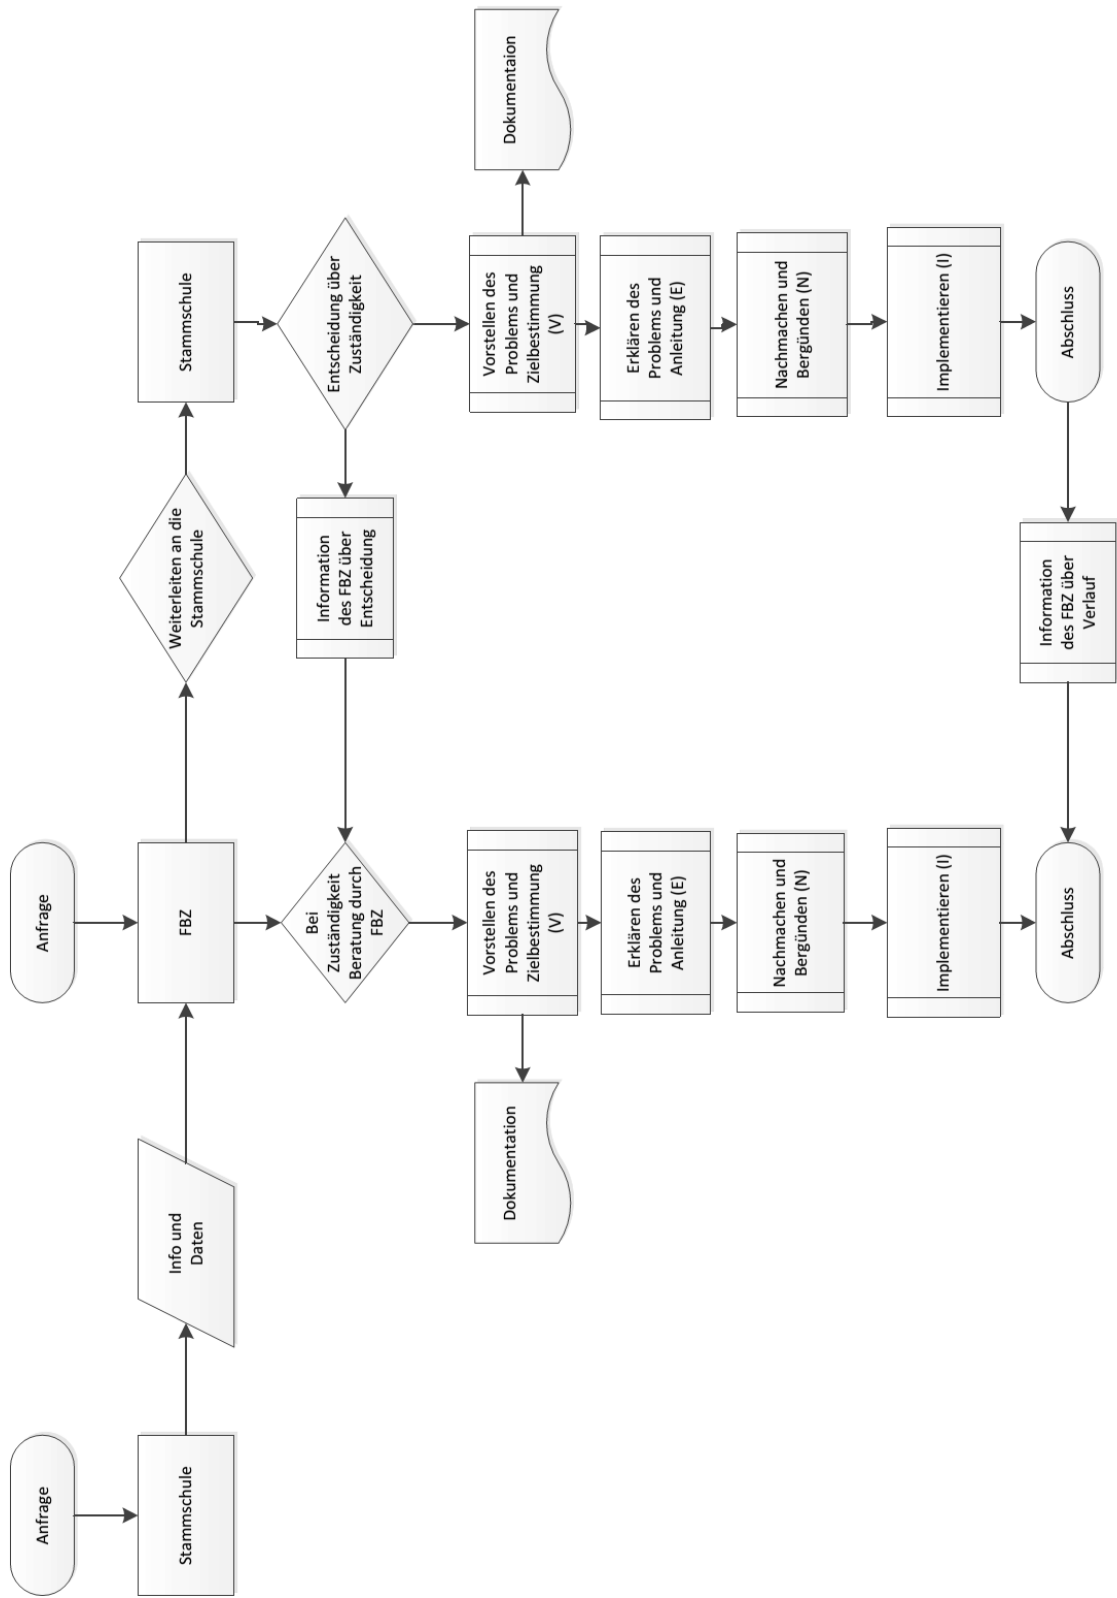 Anfrage
Anfrage
Stammschule
Info und
Daten
FBZ
Weiterleiten an die
Stammschule
Stammschule
Bei
Zuständigkeit
Beratung durch
FBZ
Information
des FBZ über
Entscheidung
Entscheidung über
Zuständigkeit
Dokumentation
Vorstellen des
Problems und
Zielbestimmung
(V)
Vorstellen des
Problems und
Zielbestimmung
(V)
Dokumentaion
Erklären des
Problems und
Anleitung (E)
Erklären des
Problems und
Anleitung (E)
Nachmachen und
Bergünden (N)
Nachmachen und
Bergünden (N)
Implementieren (I)
Implementieren (I)
Abschluss
Information
des FBZ über
Verlauf
Abschluss